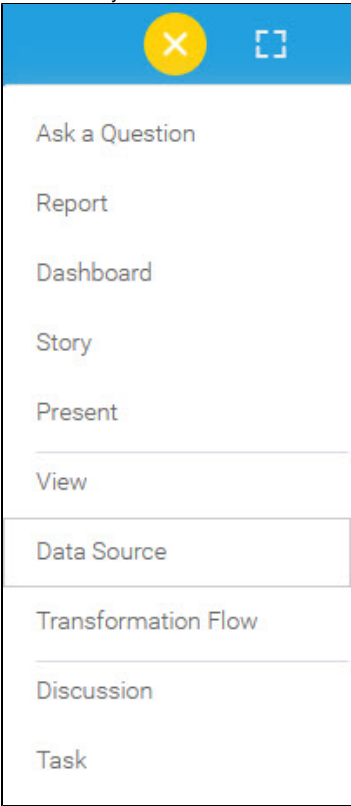 Ask a Question
Report
Dashboard
Story
Present
View
Data Source
Transformation Flow
Discussion
Task